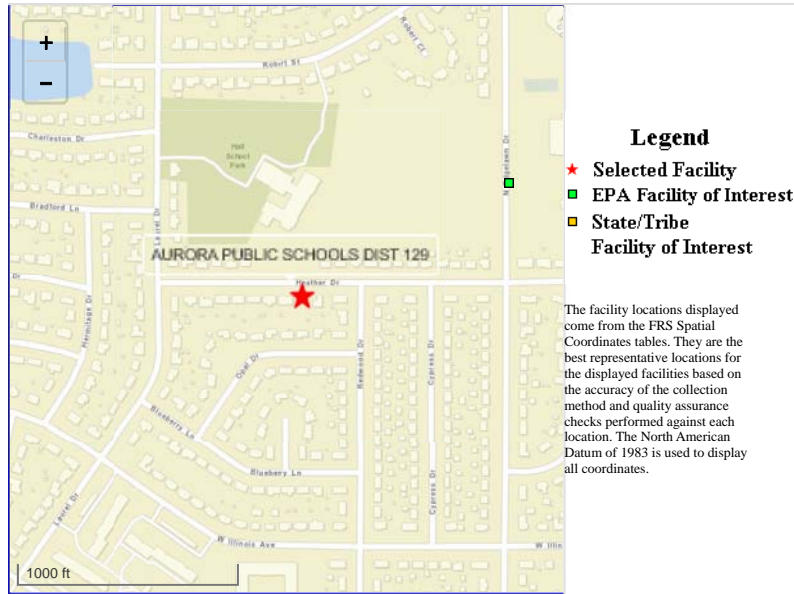 +
−
Robert Ct
Robert St
Charleston Dr
Hall
School
Park
Bradford Ln
Laurel Dr
AURORA PUBLIC SCHOOLS DIST 129
Heather Dr
Dr
Hermitage Dr
Opal Dr
Redwood Dr
Cypress Dr
Blueberry Ln
Blueberry Ln
Cypress Dr
Laurel Dr
W Illinois Ave
W Illin
1000 ft
Legend
Selected Facility
EPA Facility of Interest
State/Tribe
Facility of Interest
The facility locations displayed
come from the FRS Spatial
Coordinates tables. They are the
best representative locations for
the displayed facilities based on
the accuracy of the collection
method and quality assurance
checks performed against each
location. The North American
Datum of 1983 is used to display
all coordinates.